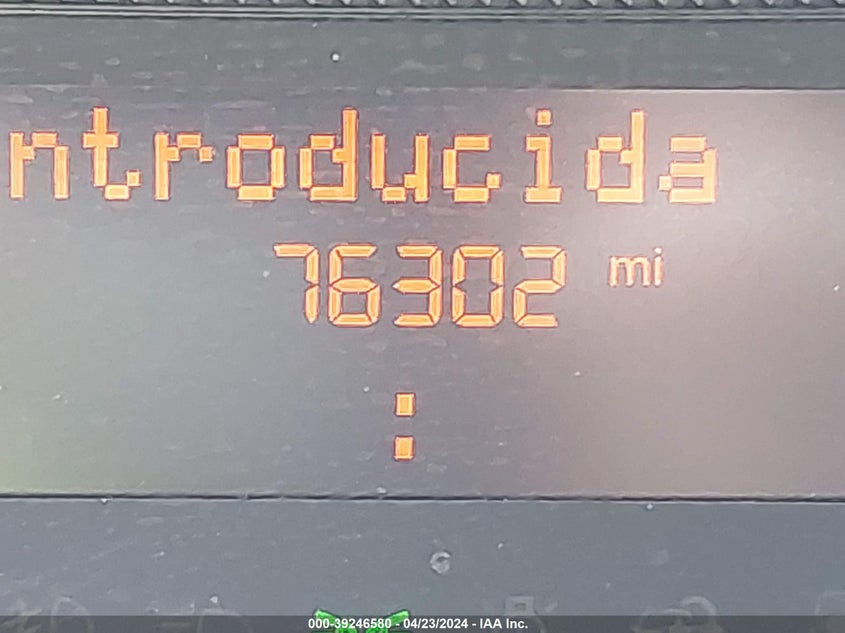 ntroducida
76302 mi
:
000-39246580 - 04/23/2024 - IAA Inc.